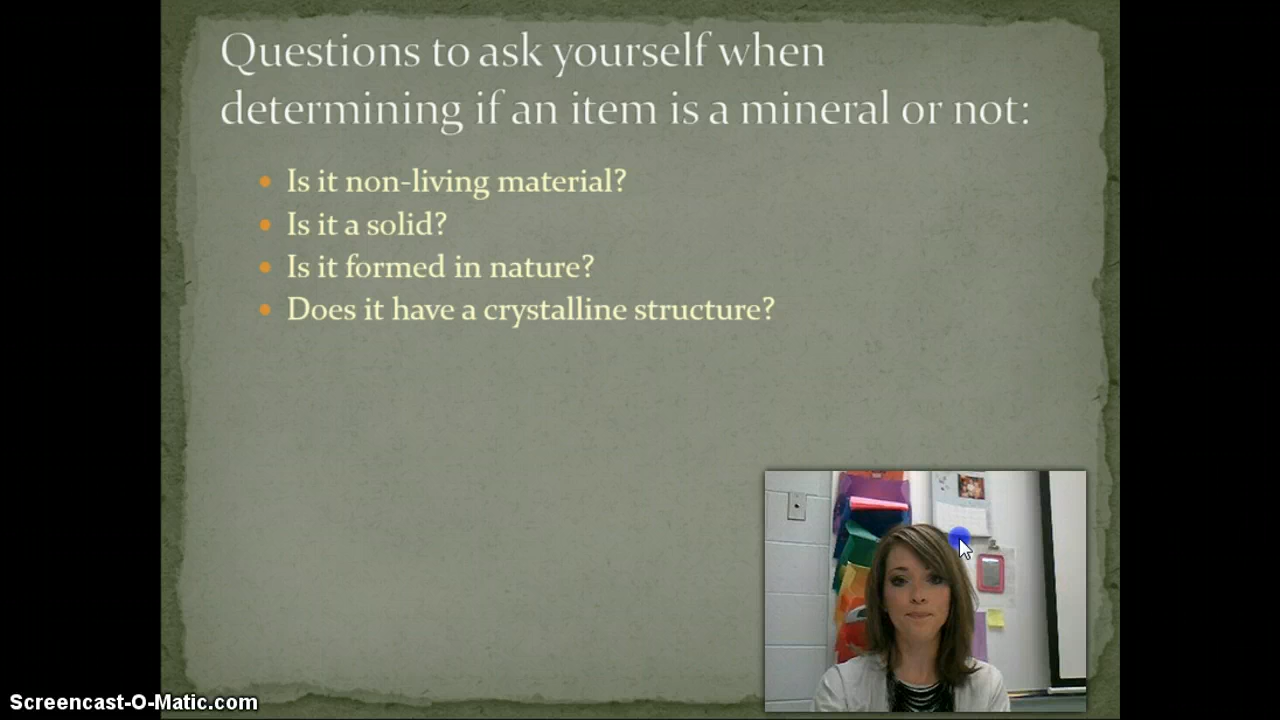 Questions to ask yourself when
determining if an item is a mineral or not:
Is it non-living material?
Is it a solid?
Is it formed in nature?
Does it have a crystalline structure?
Screencast-O-Matic.com